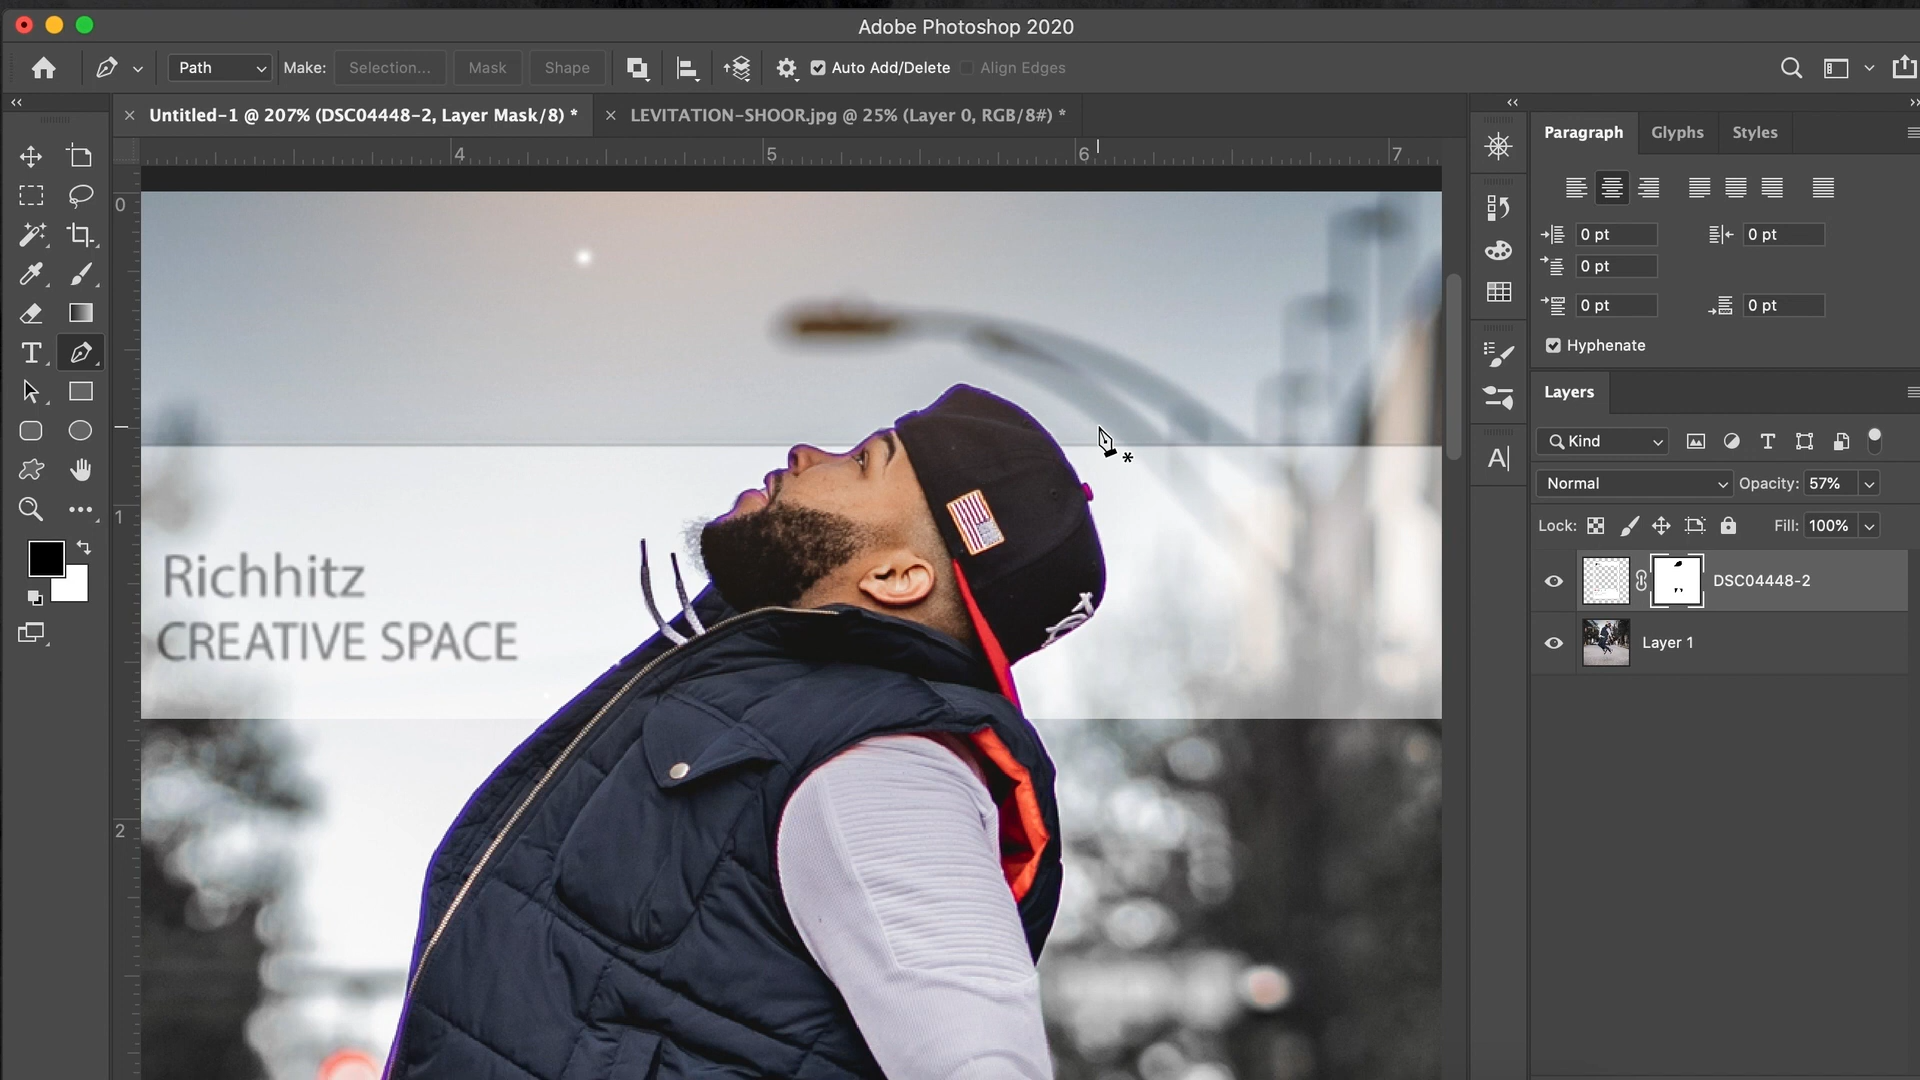 Adobe Photoshop 2020
Path Make: Selection... Mask Shape Auto Add/Delete Align Edges
Untitled-1 @ 207% (DSC04448-2, Layer Mask/8) * LEVITATION-SHOOR.jpg @ 25% (Layer 0, RGB/8#) *
4 5 6 7
0
1
2
Richhitz
CREATIVE SPACE
T
Paragraph Glyphs Styles
0 pt 0 pt
0 pt
0 pt 0 pt
Hyphenate
Layers
Kind
Normal Opacity: 57%
Lock: Fill: 100%
DSC04448-2
Layer 1
A